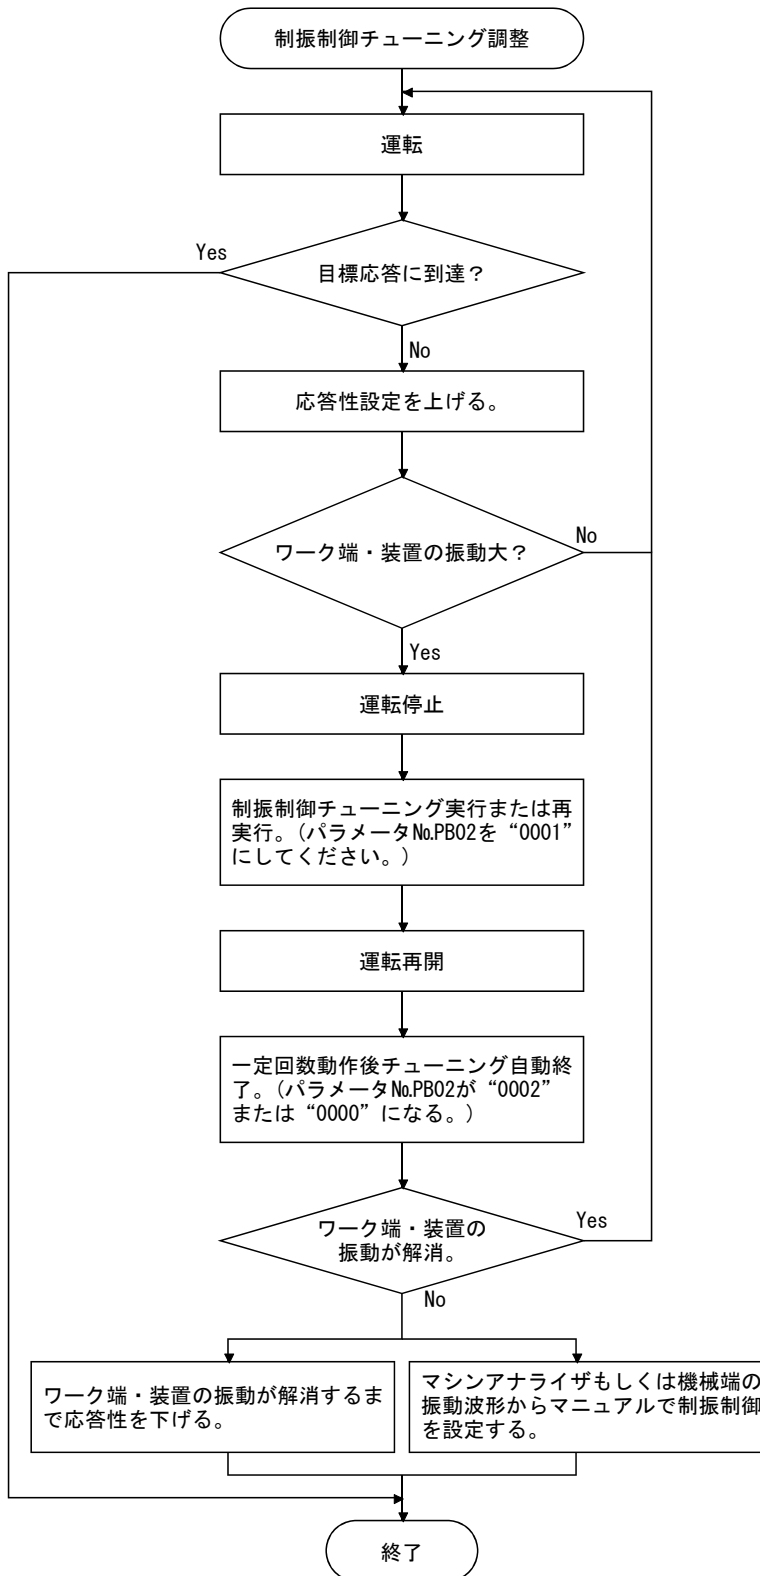 制振制御チューニング調整
運転
Yes
目標応答に到達？
No
応答性設定を上げる。
No
ワーク端・装置の振動大？
Yes
運転停止
制振制御チューニング実行または再
実行。(パラメータ№PB02を“0001”
にしてください。)
運転再開
一定回数動作後チューニング自動終
了。(パラメータ№PB02が“0002”
または“0000”になる。)
ワーク端・装置の
振動が解消。
Yes
No
ワーク端・装置の振動が解消するま
で応答性を下げる。
マシンアナライザもしくは機械端の
振動波形からマニュアルで制振制御
を設定する。
終了